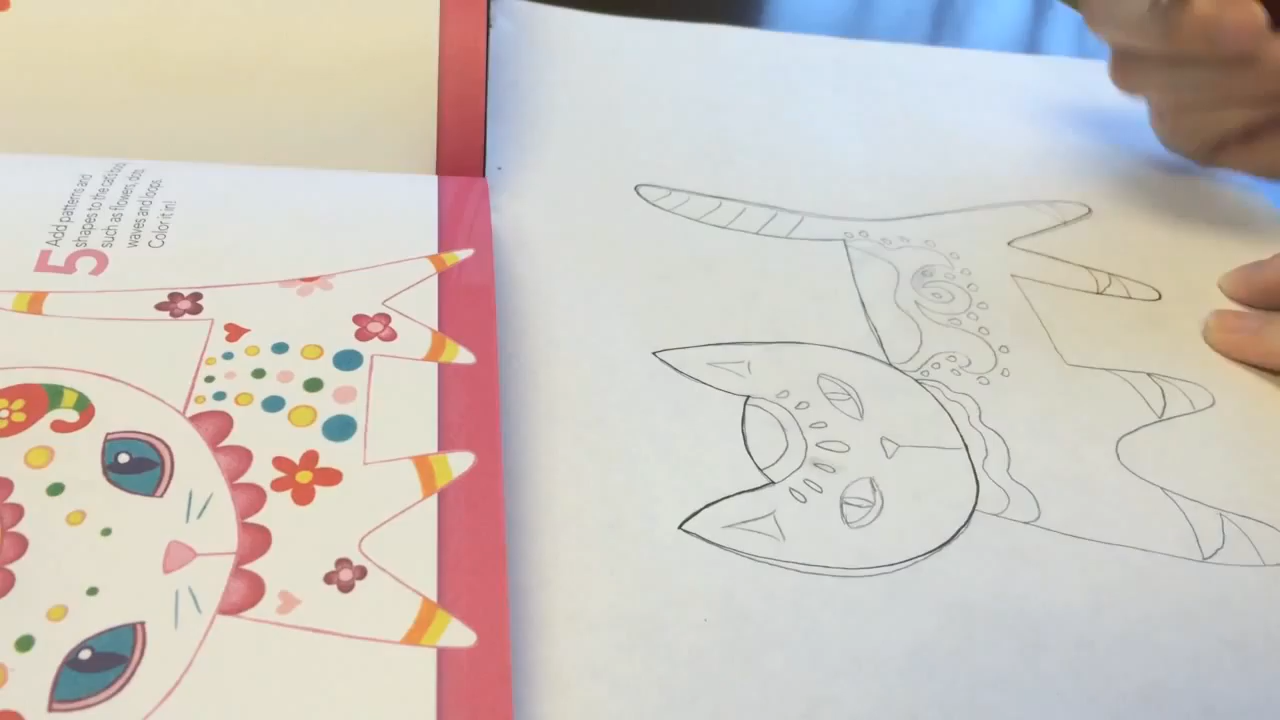 5
Add patterns and
shapes to the cat's body,
such as flowers, dots,
waves and loops.
Color it in!